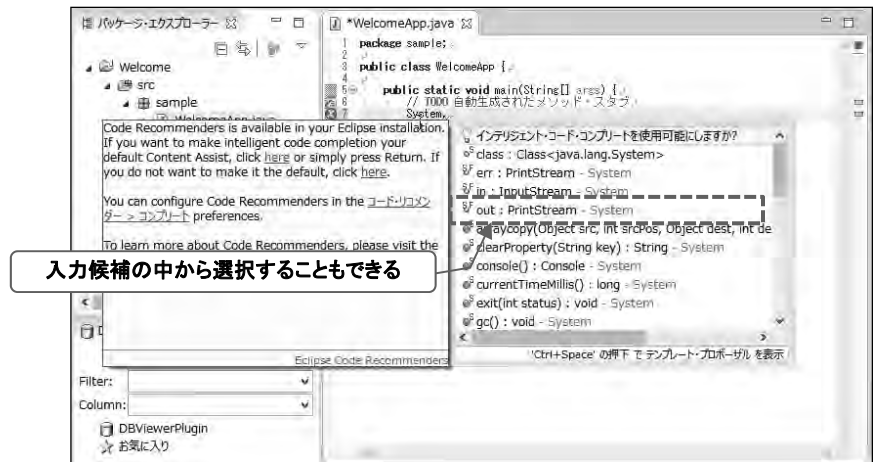 パッケージ・エクスプローラー
Welcome
src
sample
WelcomeApp.java
*WelcomeApp.java
1 package sample;
2
3 public class WelcomeApp {
4
5 public static void main(String[] args) {
6 // TODO 自動生成されたメソッド・スタブ
7 System.
Code Recommenders is available in your Eclipse installation.
If you want to make intelligent code completion your
default Content Assist, click here or simply press Return. If
you do not want to make it the default, click here.
You can configure Code Recommenders in the コード・リコメン
ダー > コンプリート preferences.
To learn more about Code Recommenders, please visit the
Eclipse Code Recommenders
インテリジェント・コード・コンプリートを使用可能にしますか?
class : Class<java.lang.System>
err : PrintStream - System
in : InputStream - System
out : PrintStream - System
arraycopy(Object src, int srcPos, Object dest, int de
clearProperty(String key) : String - System
console() : Console - System
currentTimeMillis() : long - System
exit(int status) : void - System
gc() : void - System
'Ctrl+Space' の押下 で テンプレート・プロポーザル を表示
入力候補の中から選択することもできる
Filter:
Column:
DBViewerPlugin
お気に入り